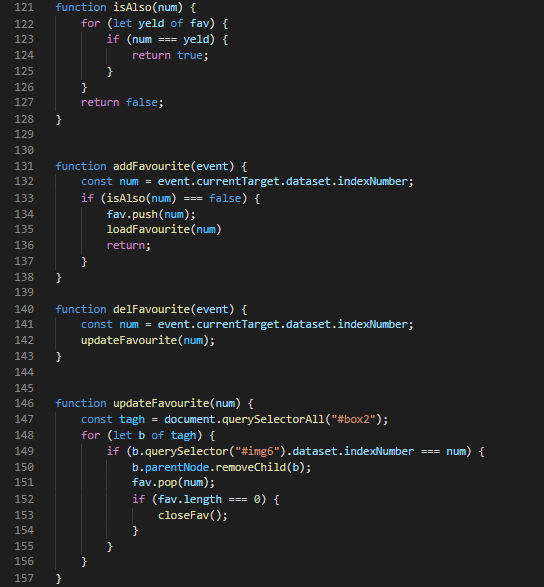 121 function isAlso(num) {
122     for (let yeld of fav) {
123         if (num === yeld) {
124             return true;
125         }
126     }
127     return false;
128 }
129
130
131 function addFavourite(event) {
132     const num = event.currentTarget.dataset.indexNumber;
133     if (isAlso(num) === false) {
134         fav.push(num);
135         loadFavourite(num)
136         return;
137     }
138 }
139
140 function delFavourite(event) {
141     const num = event.currentTarget.dataset.indexNumber;
142     updateFavourite(num);
143 }
144
145
146 function updateFavourite(num) {
147     const tagh = document.querySelectorAll("#box2");
148     for (let b of tagh) {
149         if (b.querySelector("#img6").dataset.indexNumber === num) {
150             b.parentNode.removeChild(b);
151             fav.pop(num);
152             if (fav.length === 0) {
153                 closeFav();
154             }
155         }
156     }
157 }